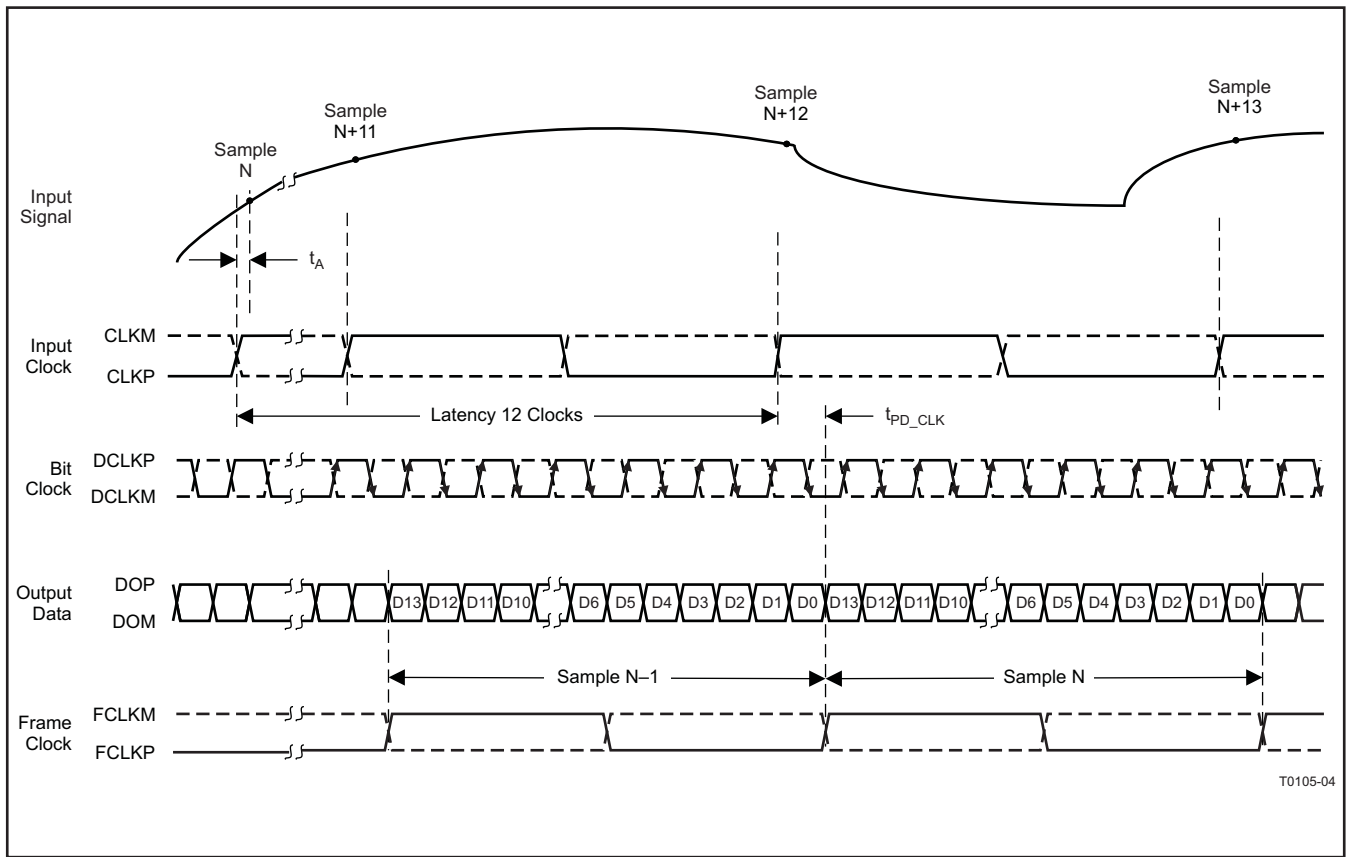 Sample
N
Sample
N+11
Sample
N+12
Sample
N+13
Input
Signal
tA
Input
Clock
CLKM
CLKP
Latency 12 Clocks
tPD_CLK
Bit
Clock
DCLKP
DCLKM
Output
Data
DOP
DOM
D13 D12 D11 D10 D6 D5 D4 D3 D2 D1 D0 D13 D12 D11 D10 D6 D5 D4 D3 D2 D1 D0
Sample N–1
Sample N
Frame
Clock
FCLKM
FCLKP
T0105-04